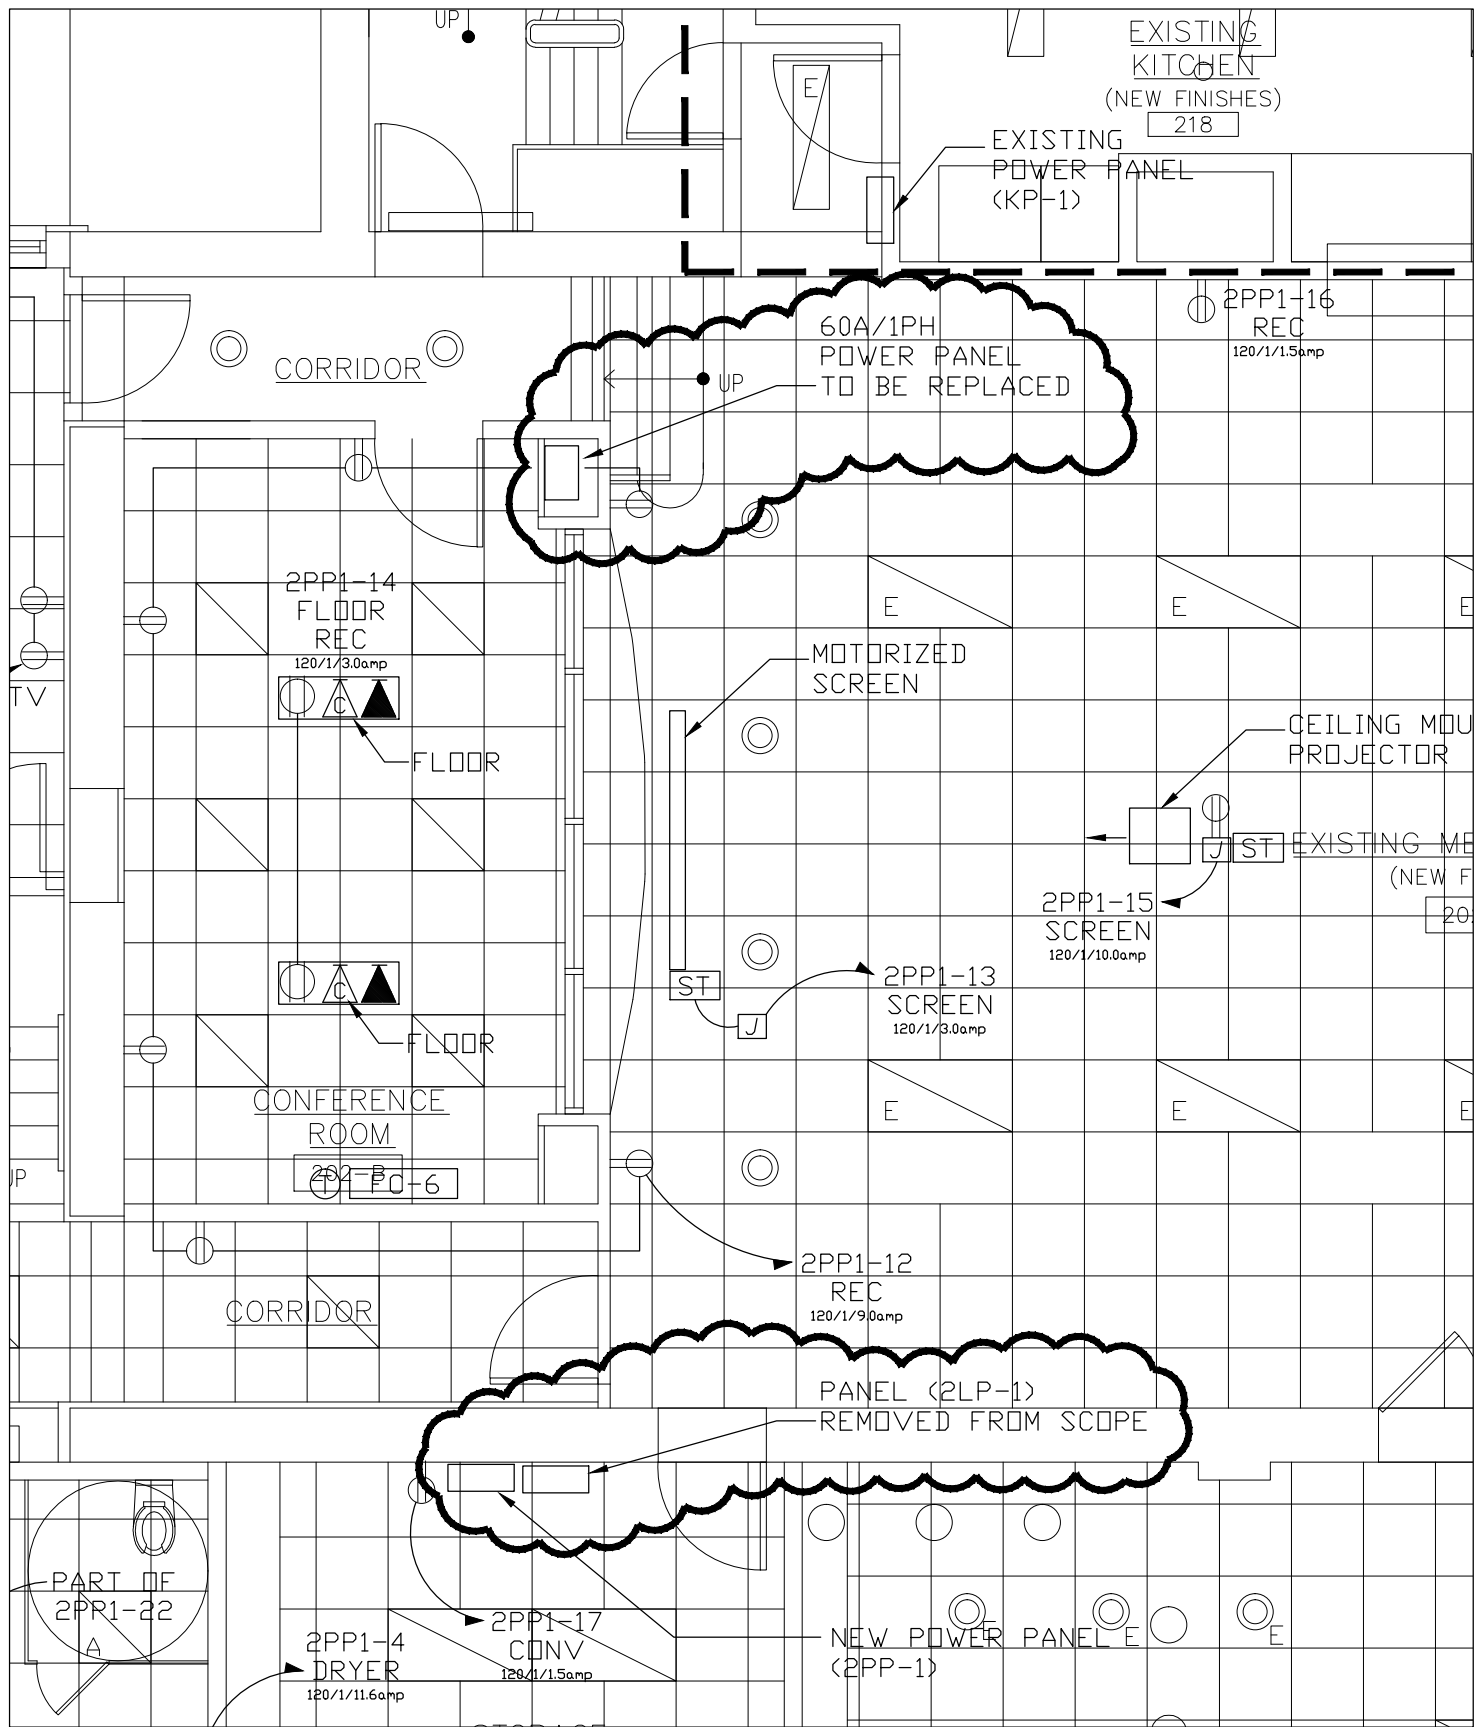 UP
EXISTING
KITCHEN
(NEW FINISHES)
218
E
EXISTING
POWER PANEL
(KP-1)
2PP1-16
REC
120/1/1.5amp
60A/1PH
POWER PANEL
TO BE REPLACED
UP
CORRIDOR
2PP1-14
FLOOR
REC
120/1/3.0amp
C
FLOOR
TV
E
E
E
MOTORIZED
SCREEN
CEILING MOU
PROJECTOR
J
ST
EXISTING ME
(NEW F
20
2PP1-15
SCREEN
120/1/10.0amp
ST
J
2PP1-13
SCREEN
120/1/3.0amp
C
FLOOR
CONFERENCE
ROOM
202-B
T
FC-6
UP
E
E
E
2PP1-12
REC
120/1/9.0amp
CORRIDOR
PANEL (2LP-1)
REMOVED FROM SCOPE
PART OF
2PP1-22
A
2PP1-4
DRYER
120/1/11.6amp
2PP1-17
CONV
120/1/1.5amp
NEW POWER PANEL
(2PP-1)
E
E
E
STORAGE